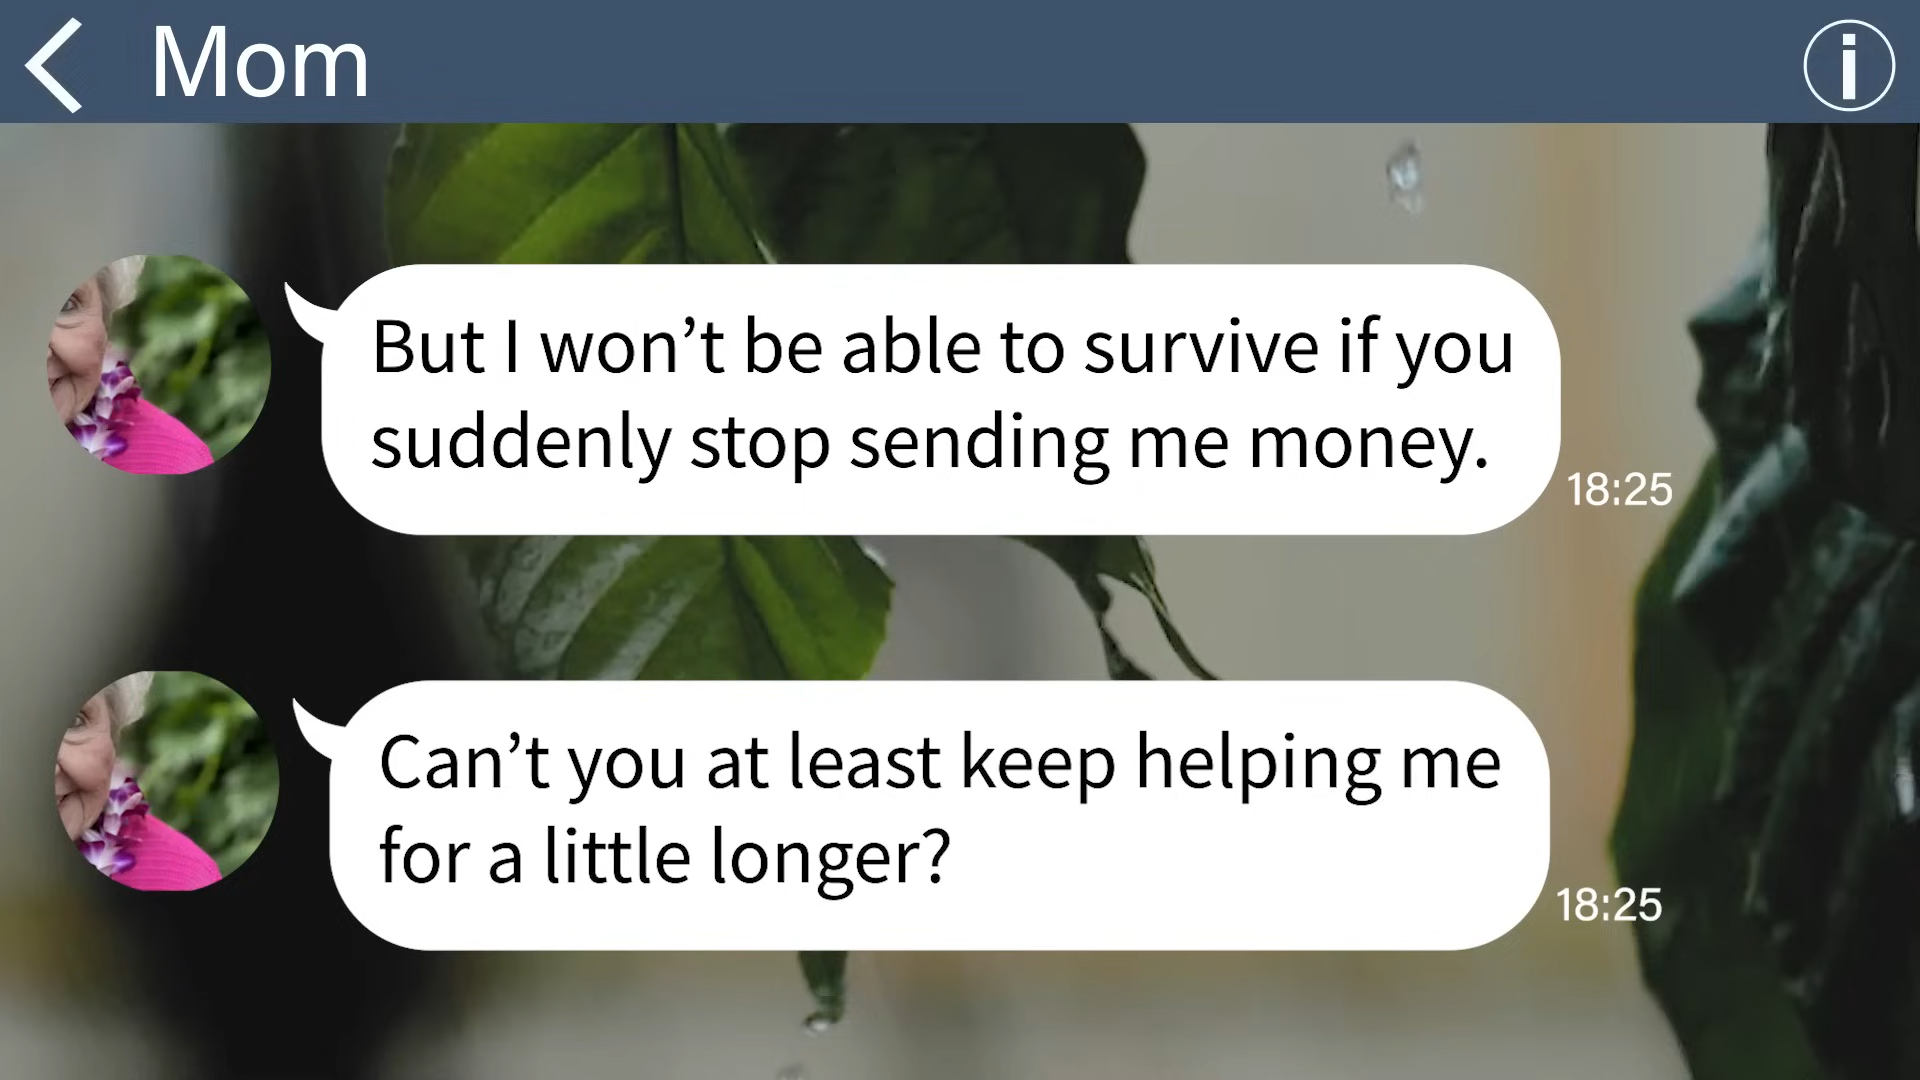 Mom
But I won’t be able to survive if you
suddenly stop sending me money.
18:25
Can’t you at least keep helping me
for a little longer?
18:25